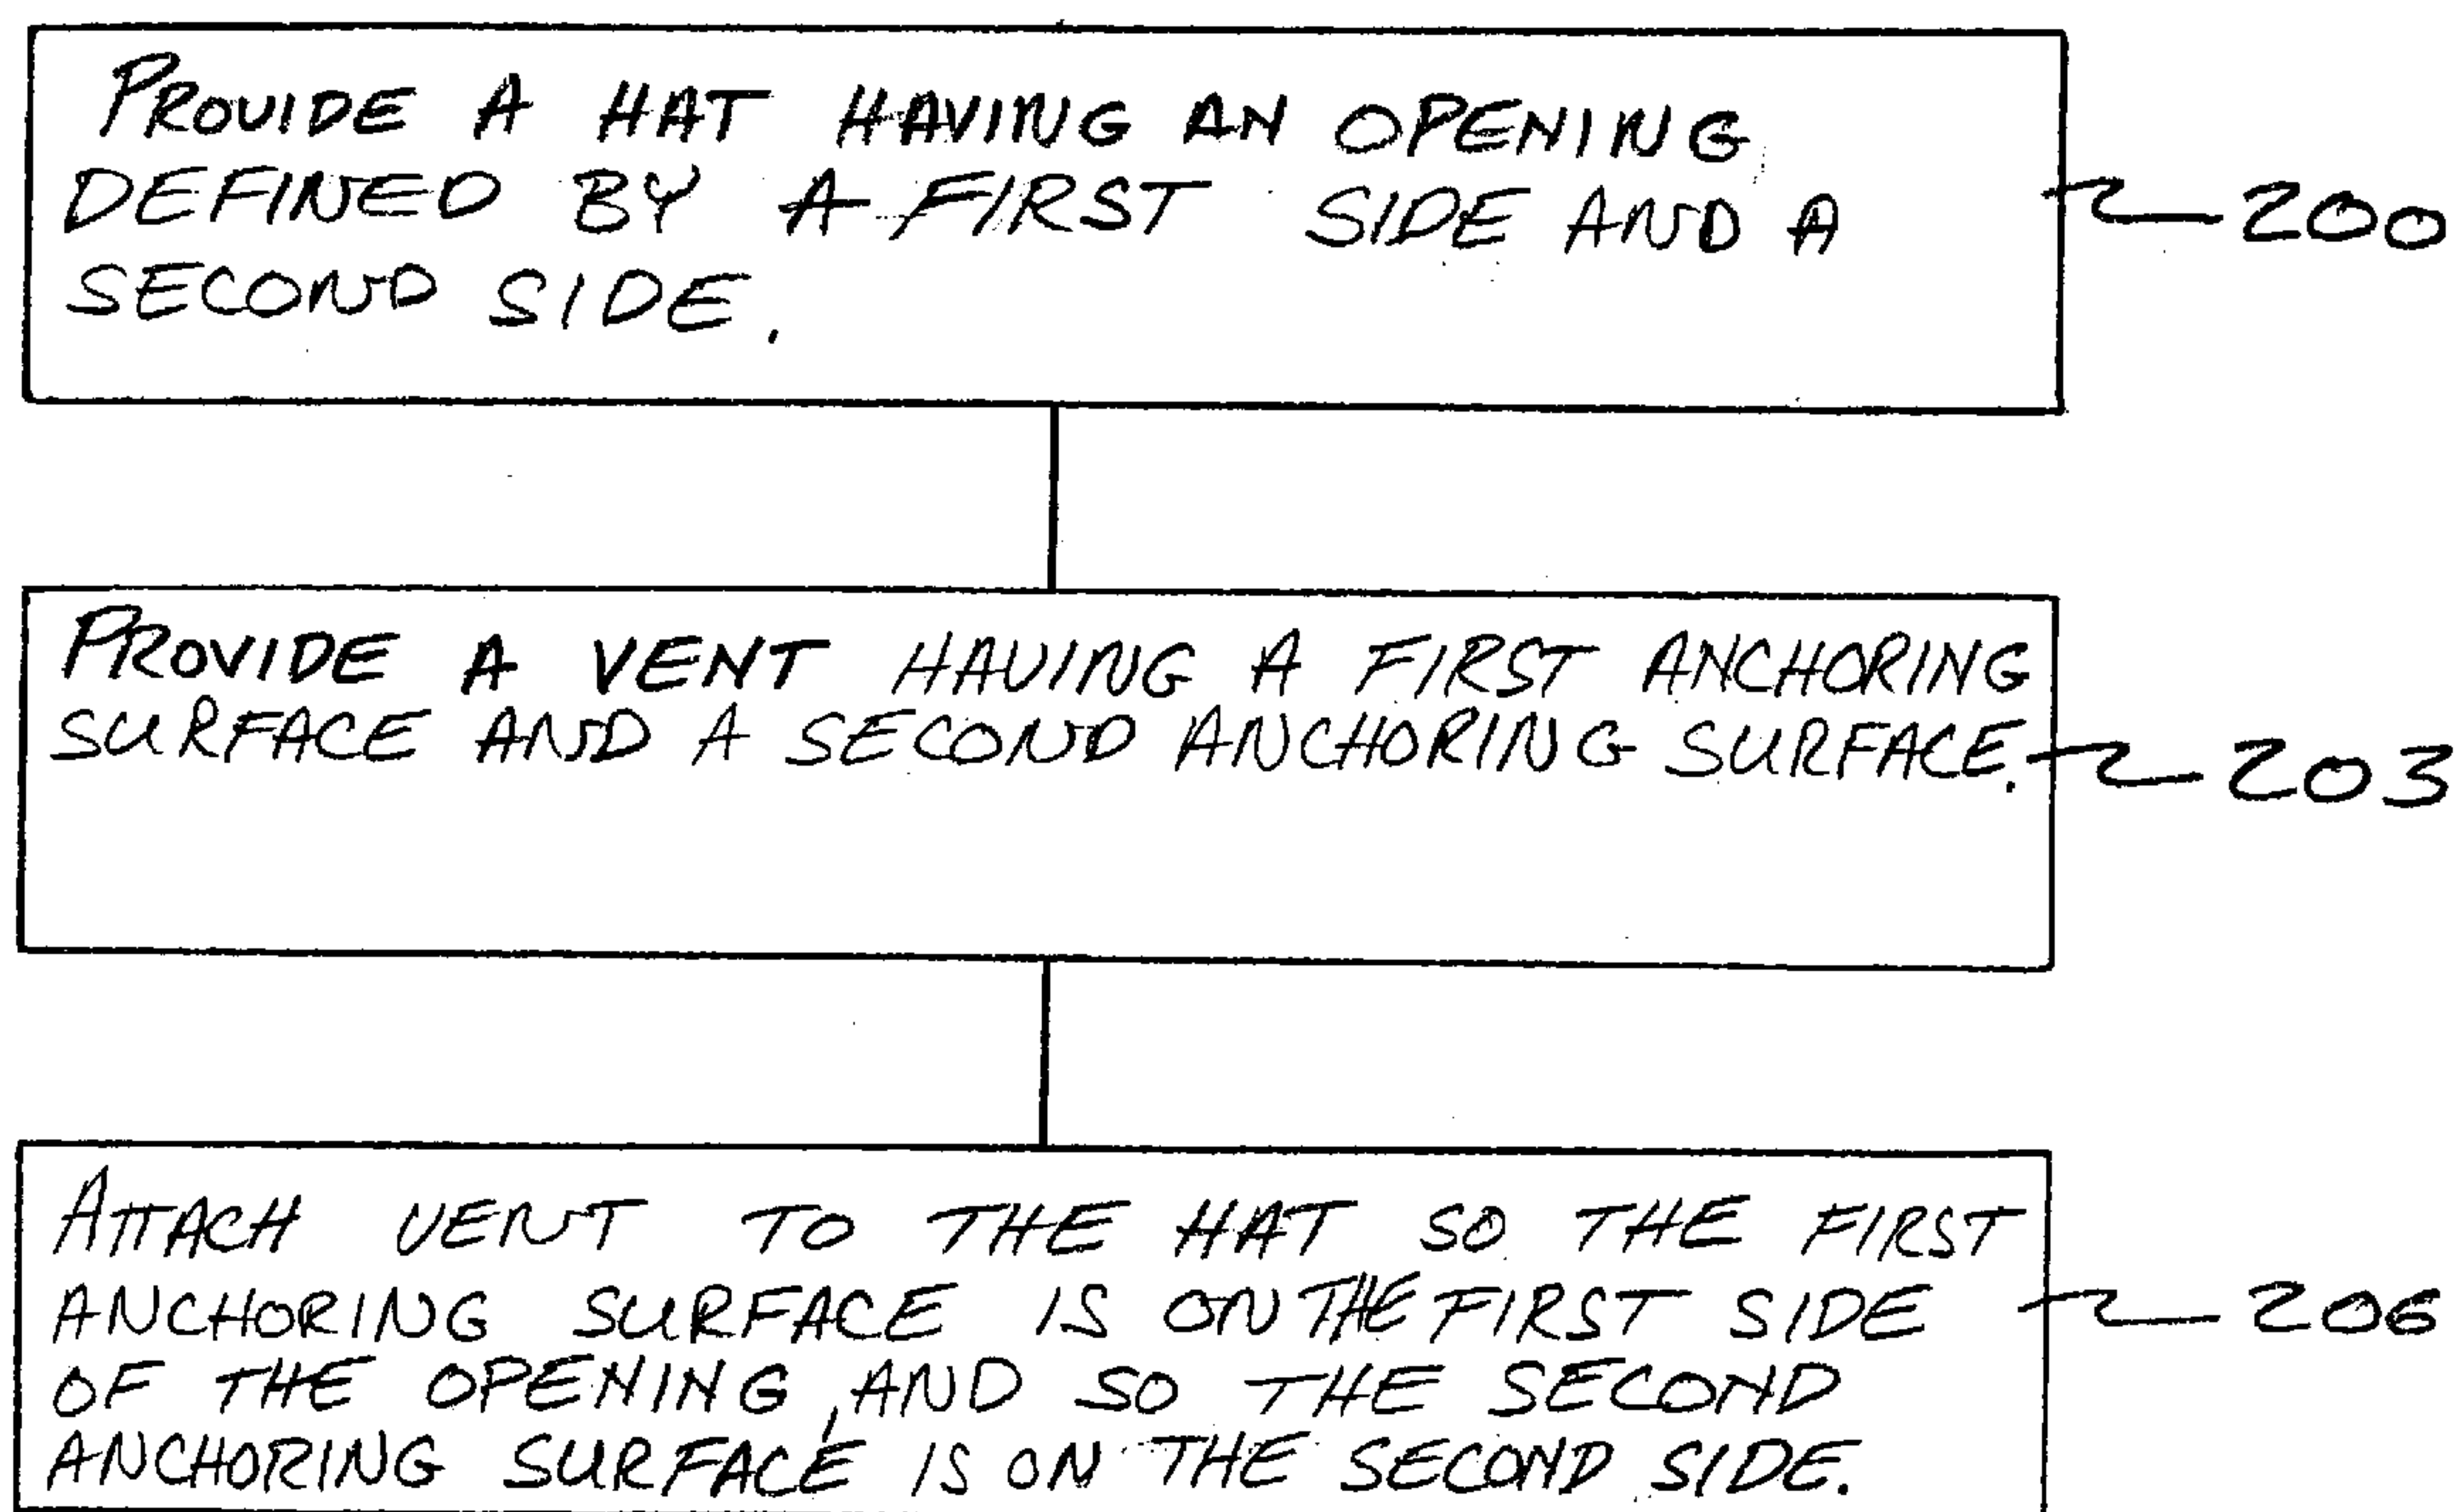 PROVIDE A HAT HAVING AN OPENING
DEFINED BY A FIRST SIDE AND A
SECOND SIDE.
200
PROVIDE A VENT HAVING A FIRST ANCHORING
SURFACE AND A SECOND ANCHORING SURFACE.
203
ATTACH VENT TO THE HAT SO THE FIRST
ANCHORING SURFACE IS ON THE FIRST SIDE
OF THE OPENING, AND SO THE SECOND
ANCHORING SURFACE IS ON THE SECOND SIDE.
206